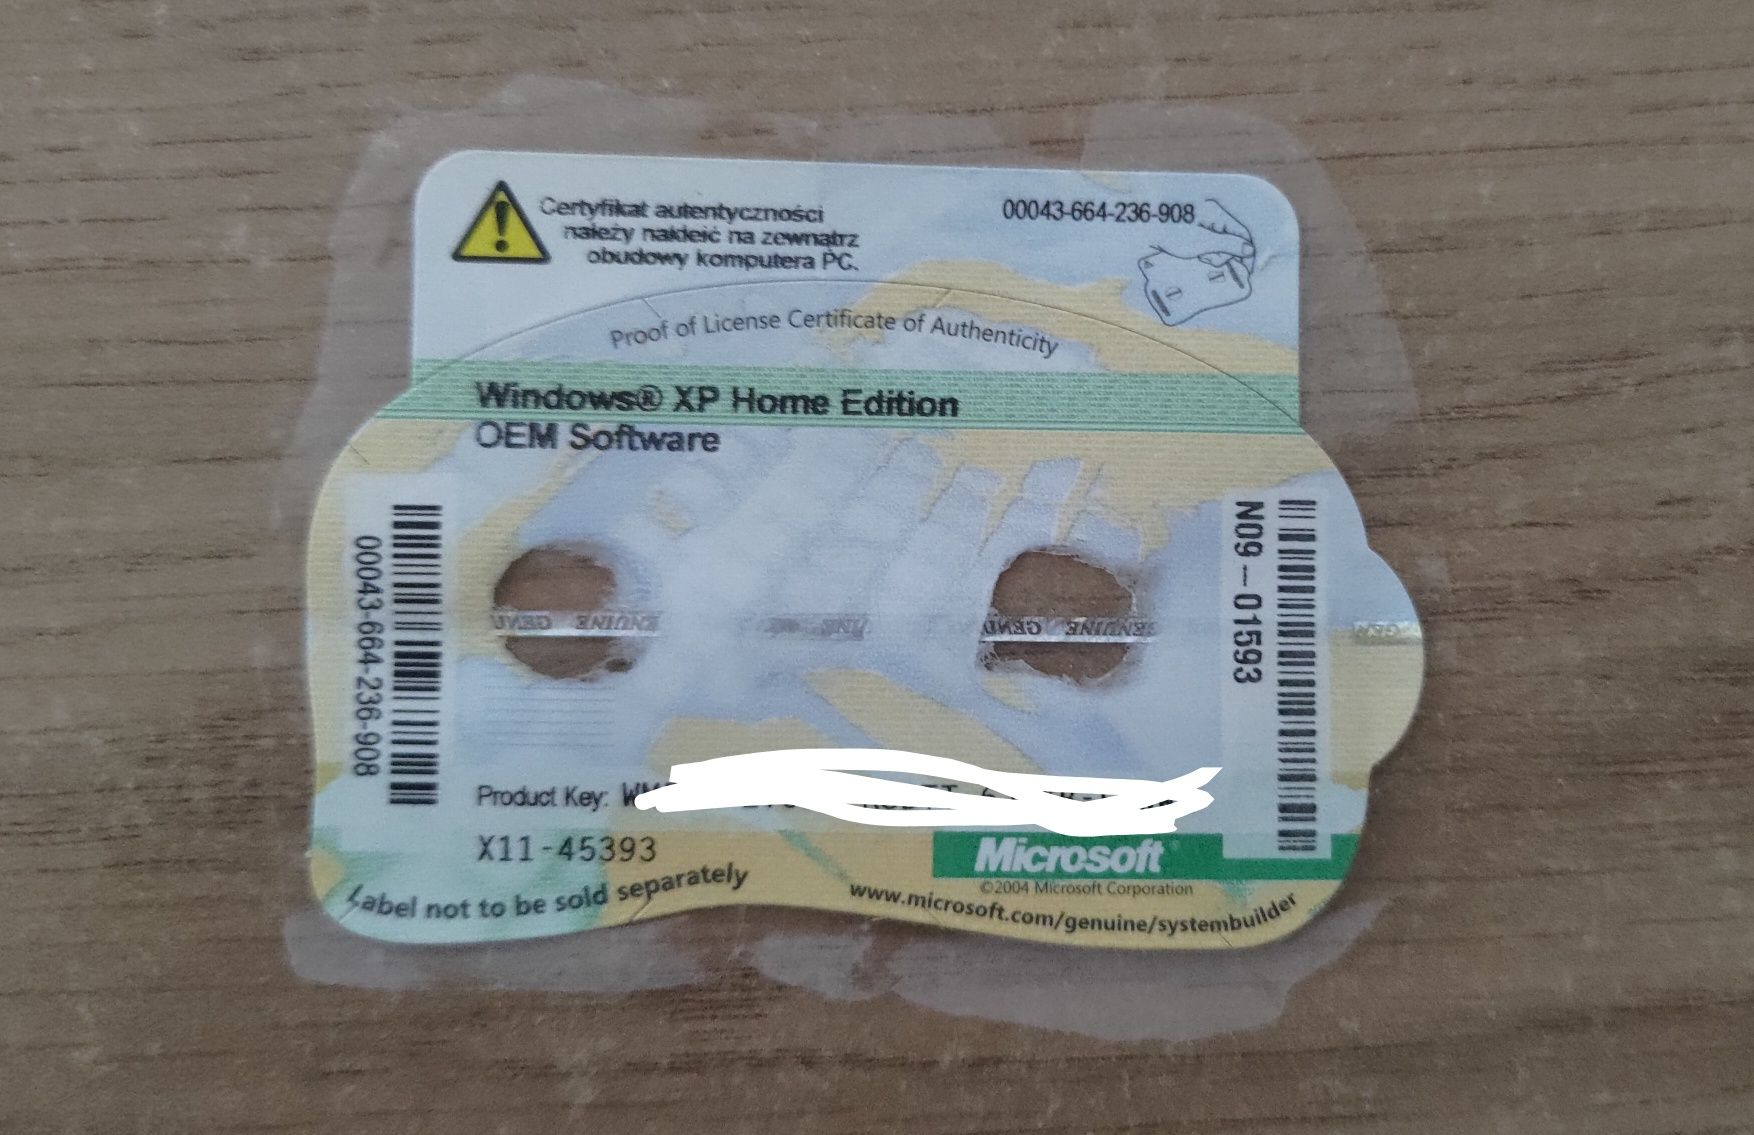 Certyfikat autentyczności
należy nakleić na zewnątrz
obudowy komputera PC.
00043-664-236-908
Proof of License Certificate of Authenticity
Windows® XP Home Edition
OEM Software
00043-664-236-908
N09-01593
GENUINE
GENUINE
Product Key:
X11-45393
Microsoft
©2004 Microsoft Corporation
Label not to be sold separately
www.microsoft.com/genuine/systembuilder